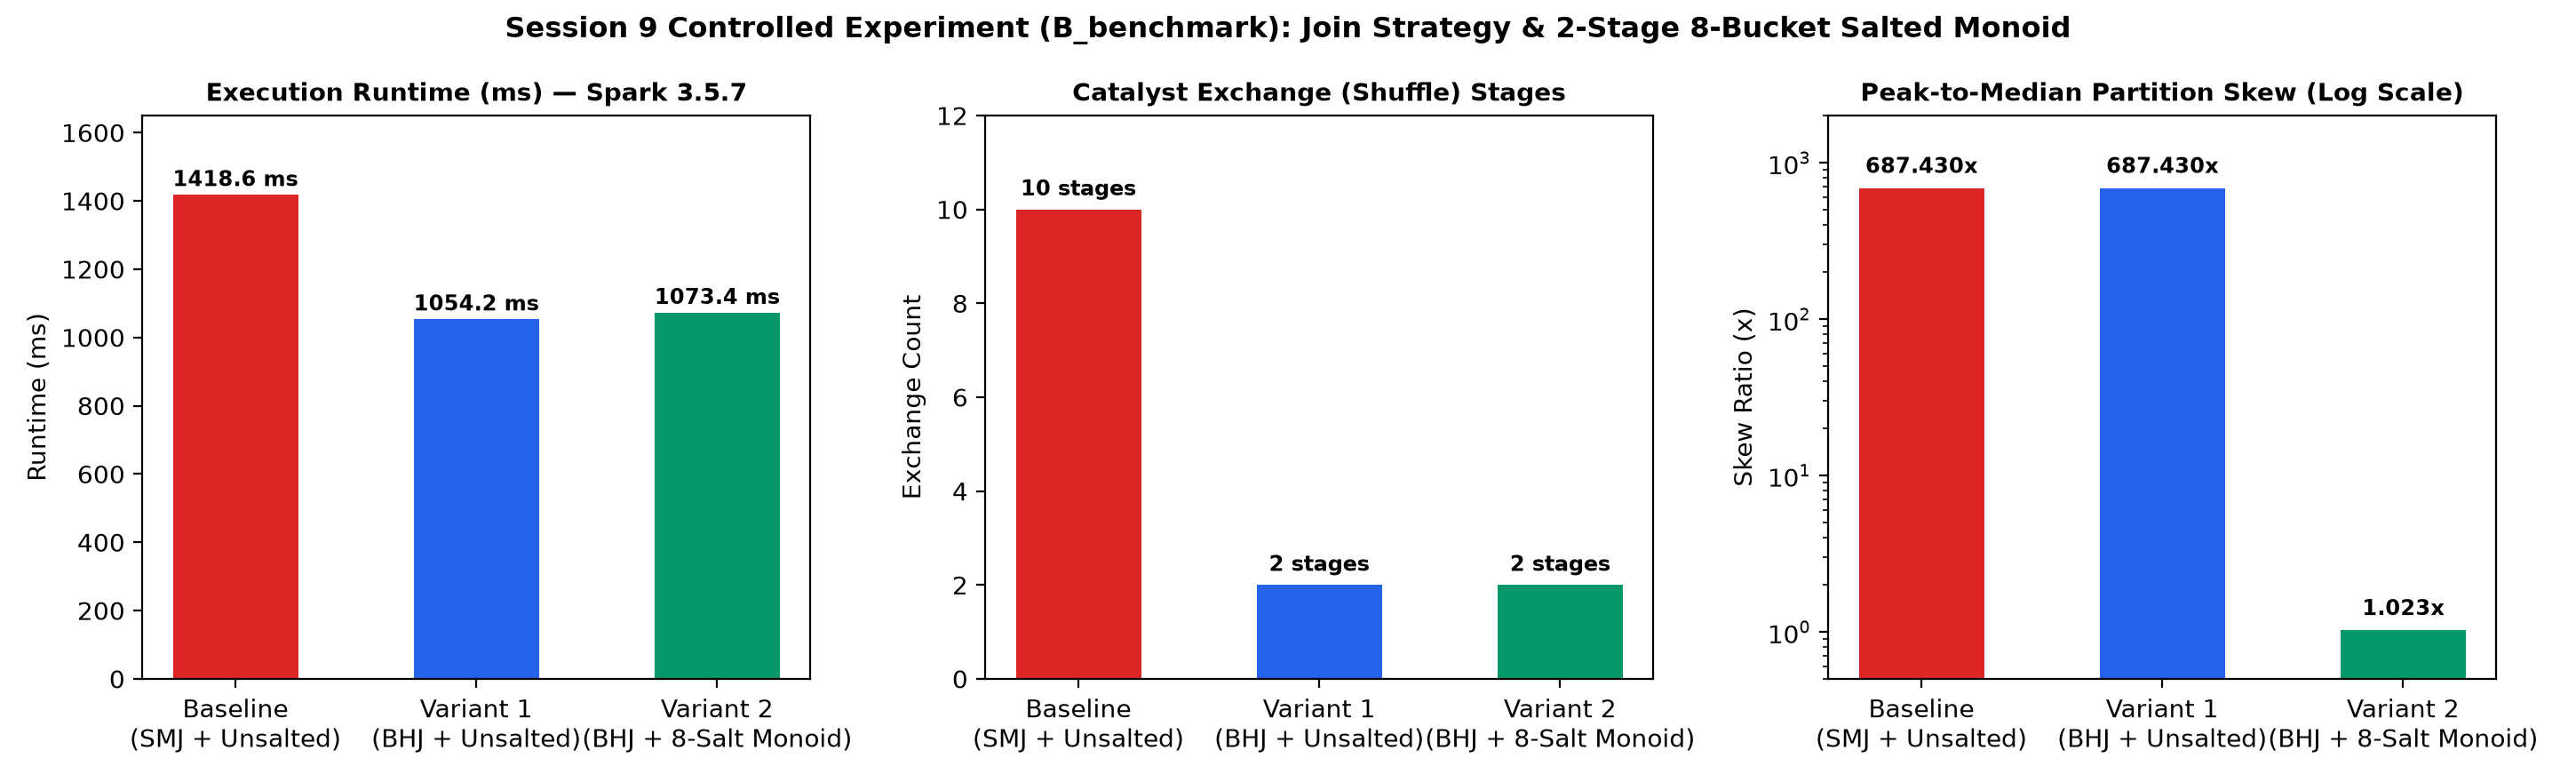 Session 9 Controlled Experiment (B_benchmark): Join Strategy & 2-Stage 8-Bucket Salted Monoid
Execution Runtime (ms) — Spark 3.5.7
Runtime (ms)
1600
1400
1200
1000
800
600
400
200
0
1418.6 ms
1054.2 ms
1073.4 ms
Baseline
(SMJ + Unsalted)
Variant 1
(BHJ + Unsalted)
Variant 2
(BHJ + 8-Salt Monoid)
Catalyst Exchange (Shuffle) Stages
Exchange Count
12
10
8
6
4
2
0
10 stages
2 stages
2 stages
Baseline
(SMJ + Unsalted)
Variant 1
(BHJ + Unsalted)
Variant 2
(BHJ + 8-Salt Monoid)
Peak-to-Median Partition Skew (Log Scale)
Skew Ratio (x)
10³
10²
10¹
10⁰
687.430x
687.430x
1.023x
Baseline
(SMJ + Unsalted)
Variant 1
(BHJ + Unsalted)
Variant 2
(BHJ + 8-Salt Monoid)